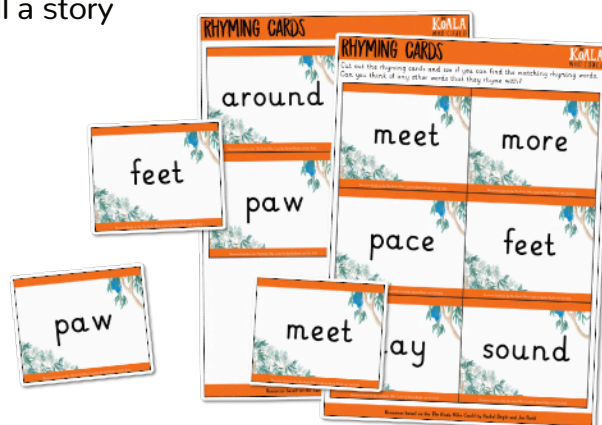 ll a story
RHYMING CARDS
KOALA
around
paw
RHYMING CARDS
KOALA
Cut out the rhyming cards and see if you can find the matching rhyming words.
Can you think of any other words that they rhyme with?
meet
more
pace
feet
ay
sound
feet
paw
meet